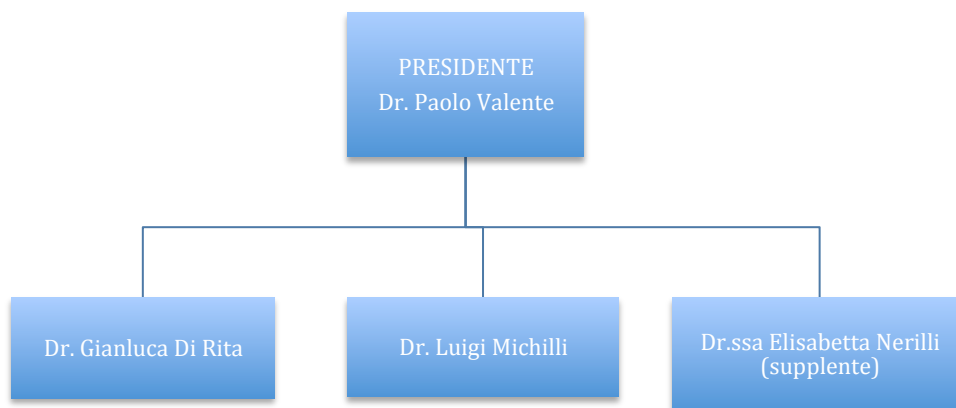 PRESIDENTE
Dr. Paolo Valente
Dr. Gianluca Di Rita
Dr. Luigi Michilli
Dr.ssa Elisabetta Nerilli
(supplente)